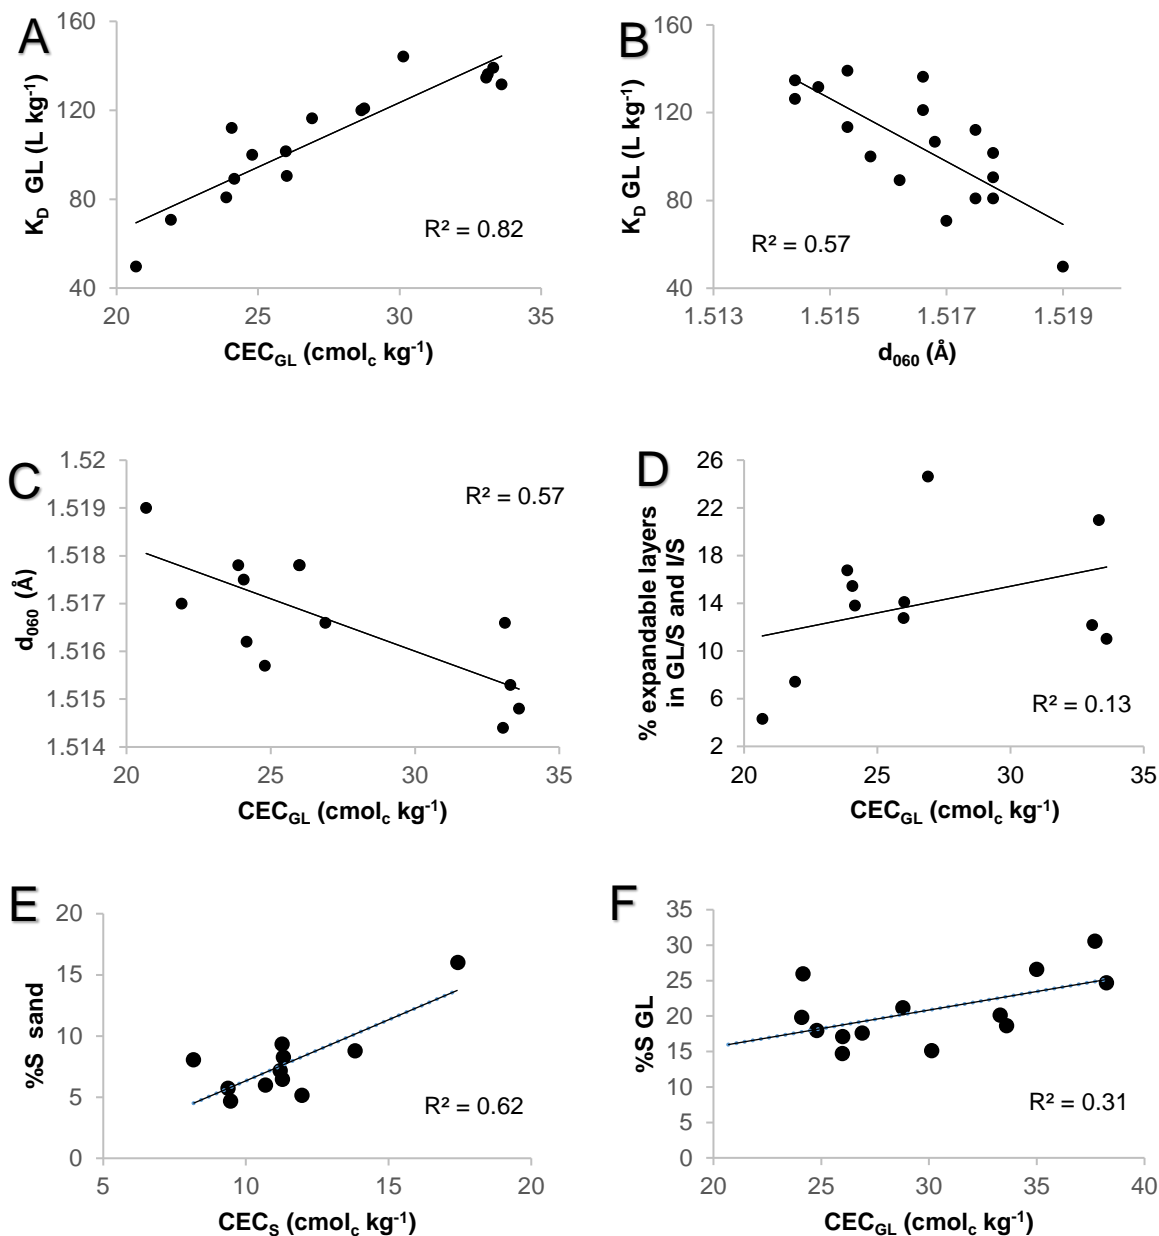 A
160
120
80
40
K_D GL (L kg⁻¹)
R² = 0.82
20 25 30 35
CEC_GL (cmol_c kg⁻¹)
B
160
120
80
40
K_D GL (L kg⁻¹)
R² = 0.57
1.513 1.515 1.517 1.519
d₀₆₀ (Å)
C
1.52
1.519
1.518
1.517
1.516
1.515
1.514
d₀₆₀ (Å)
R² = 0.57
20 25 30 35
CEC_GL (cmol_c kg⁻¹)
D
26
22
18
14
10
6
2
% expandable layers
in GL/S and I/S
R² = 0.13
20 25 30 35
CEC_GL (cmol_c kg⁻¹)
E
20
15
10
5
0
%S sand
R² = 0.62
5 10 15 20
CEC_S (cmol_c kg⁻¹)
F
35
30
25
20
15
10
5
0
%S GL
R² = 0.31
20 25 30 35 40
CEC_GL (cmol_c kg⁻¹)